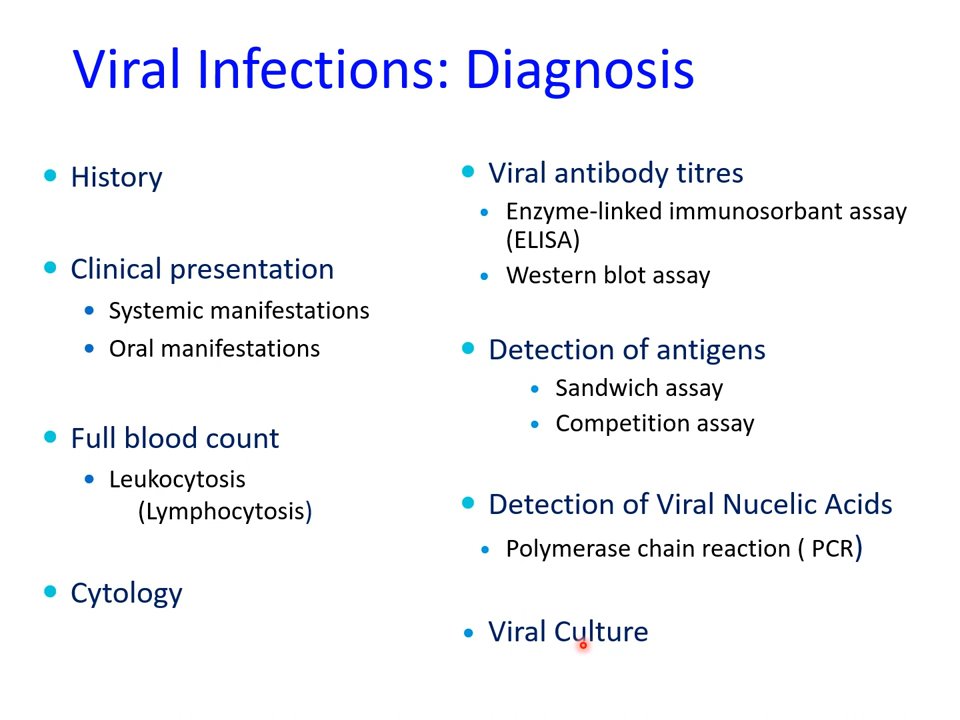 Viral Infections: Diagnosis
History
Clinical presentation
Systemic manifestations
Oral manifestations
Full blood count
Leukocytosis
(Lymphocytosis)
Cytology
Viral antibody titres
Enzyme-linked immunosorbant assay
(ELISA)
Western blot assay
Detection of antigens
Sandwich assay
Competition assay
Detection of Viral Nucelic Acids
Polymerase chain reaction ( PCR)
Viral Culture